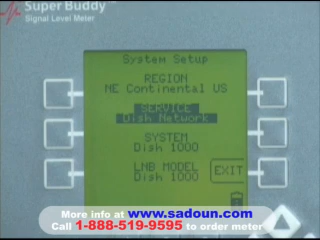 Super Buddy™
Signal Level Meter
System Setup
REGION
NE Continental US
SERVICE
Dish Network
SYSTEM
Dish 1000
LNB MODEL
Dish 1000
EXIT
More info at www.sadoun.com
Call 1-888-519-9595 to order meter